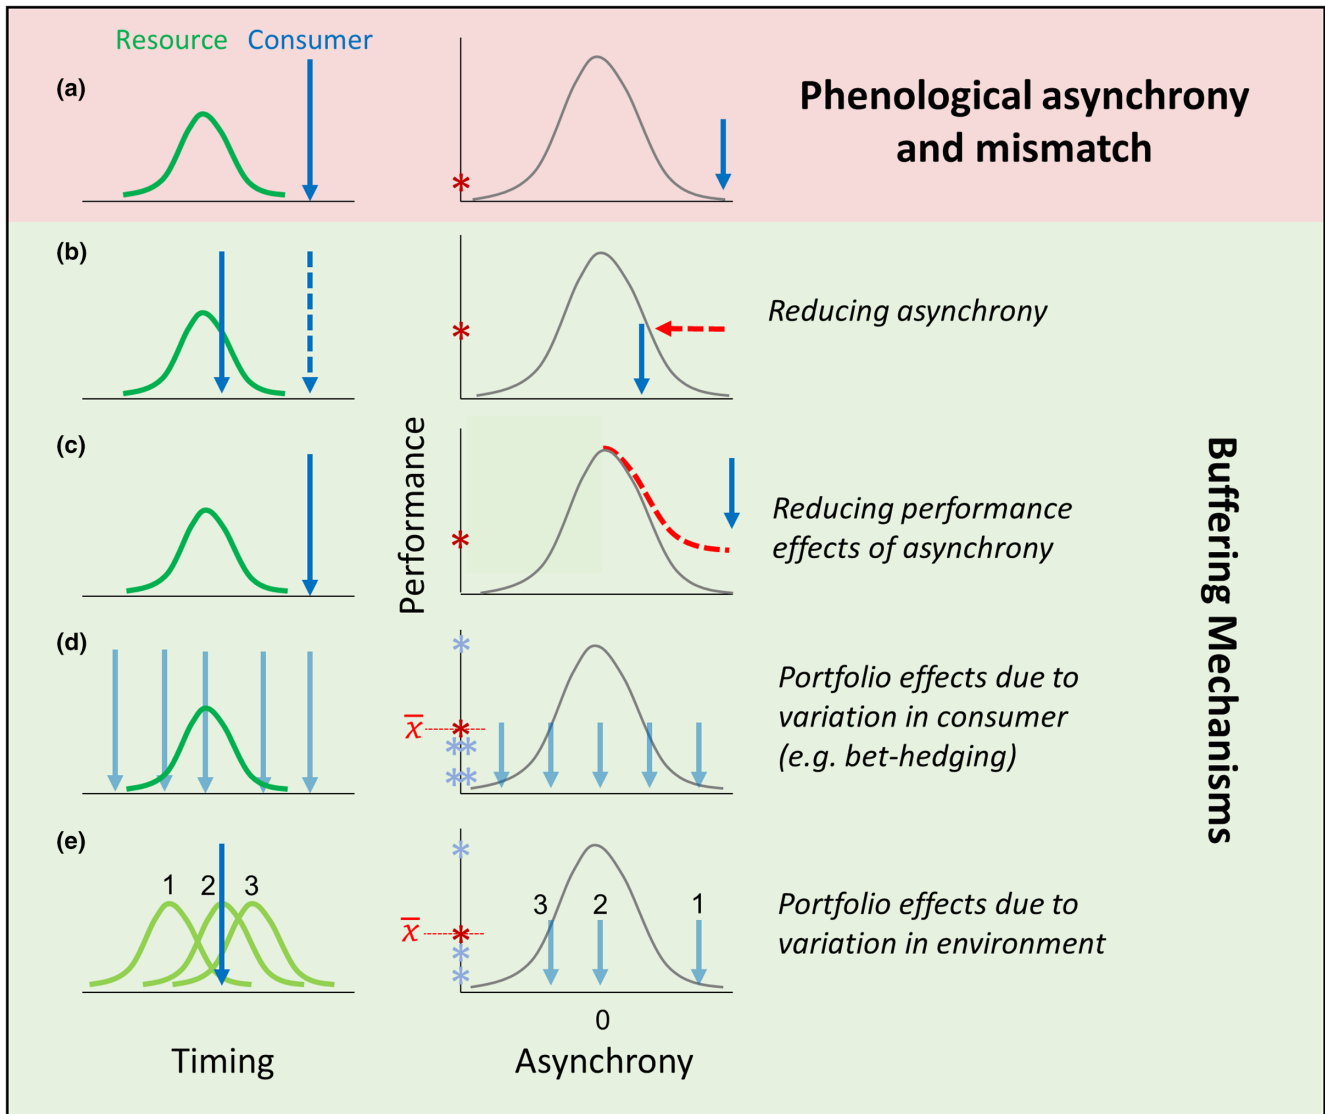 Resource Consumer
(a)
Phenological asynchrony
and mismatch
*
(b)
*
Reducing asynchrony
(c)
*
Performance
Reducing performance
effects of asynchrony
Buffering Mechanisms
(d)
*
x̅ *
**
**
Portfolio effects due to
variation in consumer
(e.g. bet-hedging)
(e)
1 2 3
*
x̅ *
*
*
3 2 1
Portfolio effects due to
variation in environment
0
Timing
Asynchrony